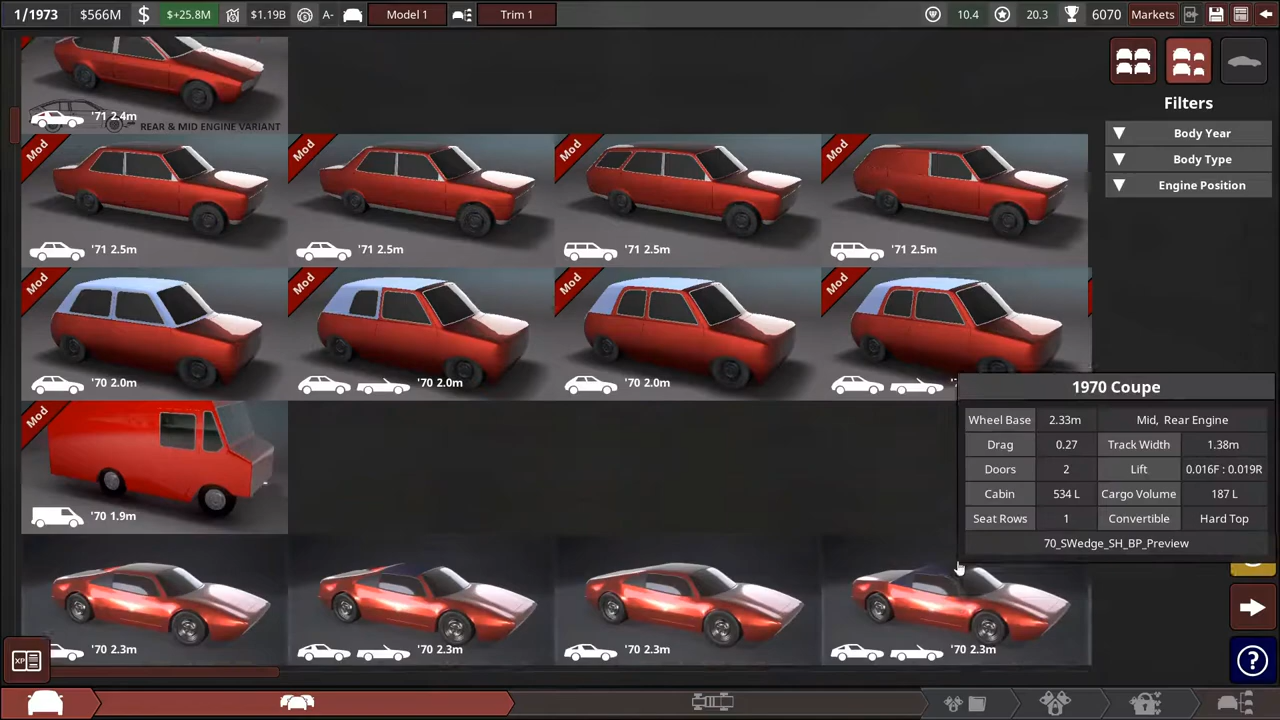 1/1973 $566M $+25.8M $1.19B A- Model 1 Trim 1 10.4 20.3 6070 Markets
'71 2.4m
REAR & MID ENGINE VARIANT
Filters
Body Year
Body Type
Engine Position
Mod Mod Mod Mod
'71 2.5m '71 2.5m '71 2.5m '71 2.5m
Mod Mod Mod Mod
'70 2.0m '70 2.0m '70 2.0m
1970 Coupe
Wheel Base 2.33m Mid, Rear Engine
Drag 0.27 Track Width 1.38m
Doors 2 Lift 0.016F : 0.019R
Cabin 534 L Cargo Volume 187 L
Seat Rows 1 Convertible Hard Top
70_SWedge_SH_BP_Preview
Mod
'70 1.9m
'70 2.3m '70 2.3m '70 2.3m '70 2.3m
XP
?